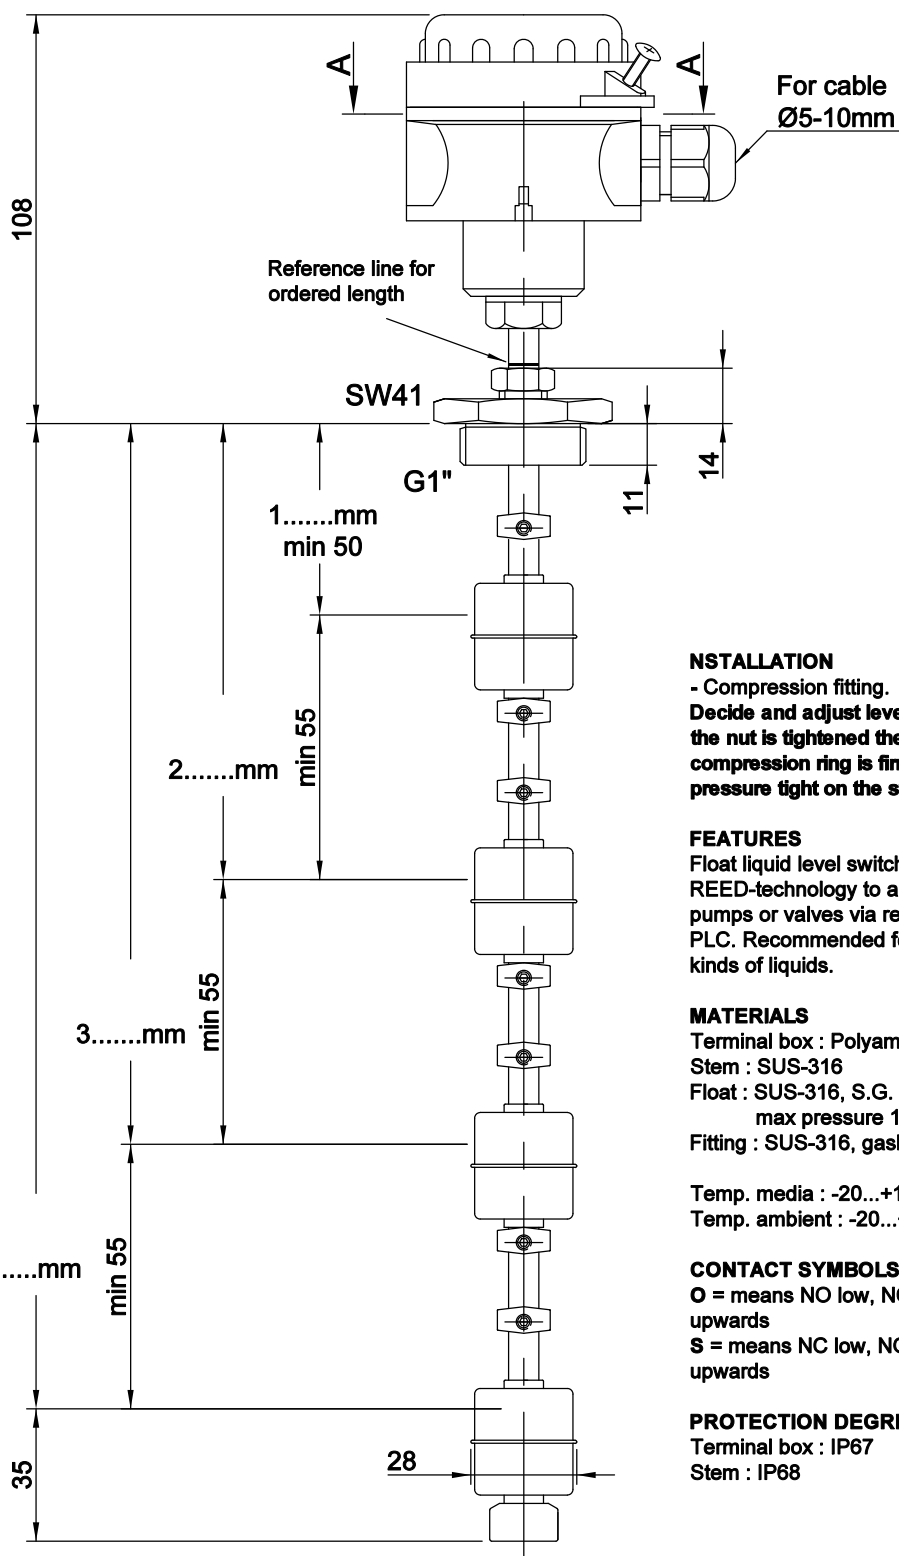 A
A
For cable
Ø5-10mm
108
Reference line for
ordered length
SW41
14
G1"
11
1.......mm
min 50
min 55
2.......mm
min 55
3.......mm
min 55
.....mm
35
28
NSTALLATION
- Compression fitting.
Decide and adjust leve
the nut is tightened the
compression ring is fin
pressure tight on the s
FEATURES
Float liquid level switch
REED-technology to a
pumps or valves via re
PLC. Recommended fo
kinds of liquids.
MATERIALS
Terminal box : Polyam
Stem : SUS-316
Float : SUS-316, S.G.
max pressure 1
Fitting : SUS-316, gasl
Temp. media : -20...+1
Temp. ambient : -20...
CONTACT SYMBOLS
O = means NO low, NC
upwards
S = means NC low, NO
upwards
PROTECTION DEGRE
Terminal box : IP67
Stem : IP68